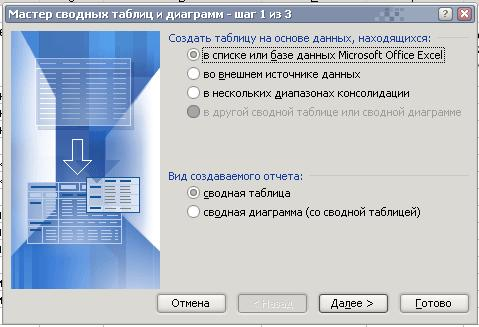 Мастер сводных таблиц и диаграмм - шаг 1 из 3
Создать таблицу на основе данных, находящихся:
в списке или базе данных Microsoft Office Excel
во внешнем источнике данных
в нескольких диапазонах консолидации
в другой сводной таблице или сводной диаграмме
Вид создаваемого отчета:
сводная таблица
сводная диаграмма (со сводной таблицей)
Отмена
< Назад
Далее >
Готово